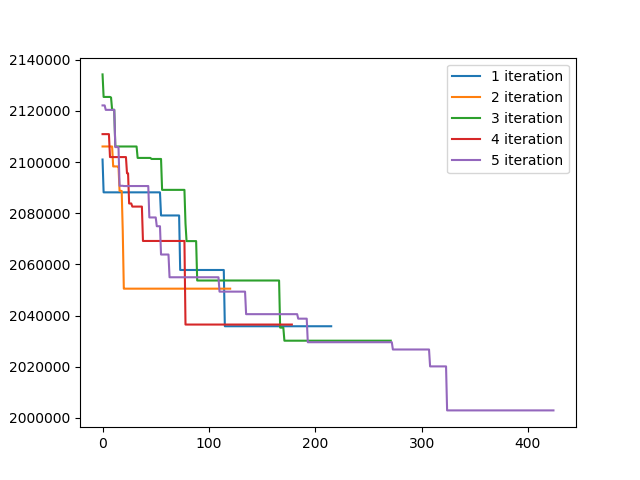 2140000
2120000
2100000
2080000
2060000
2040000
2020000
2000000
0
100
200
300
400
1 iteration
2 iteration
3 iteration
4 iteration
5 iteration